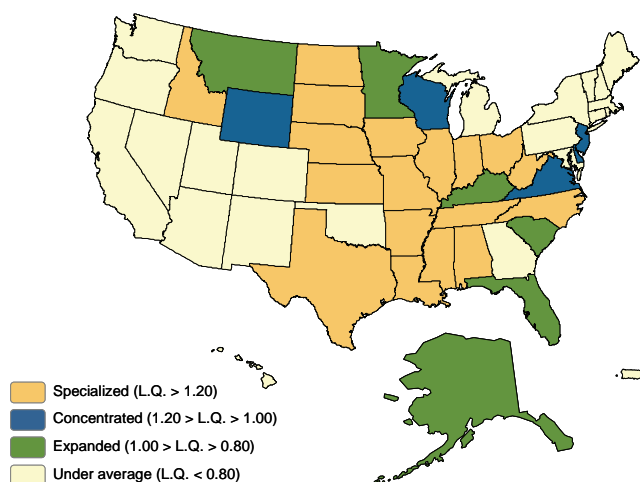 Specialized (L.Q. > 1.20)
Concentrated (1.20 > L.Q. > 1.00)
Expanded (1.00 > L.Q. > 0.80)
Under average (L.Q. < 0.80)